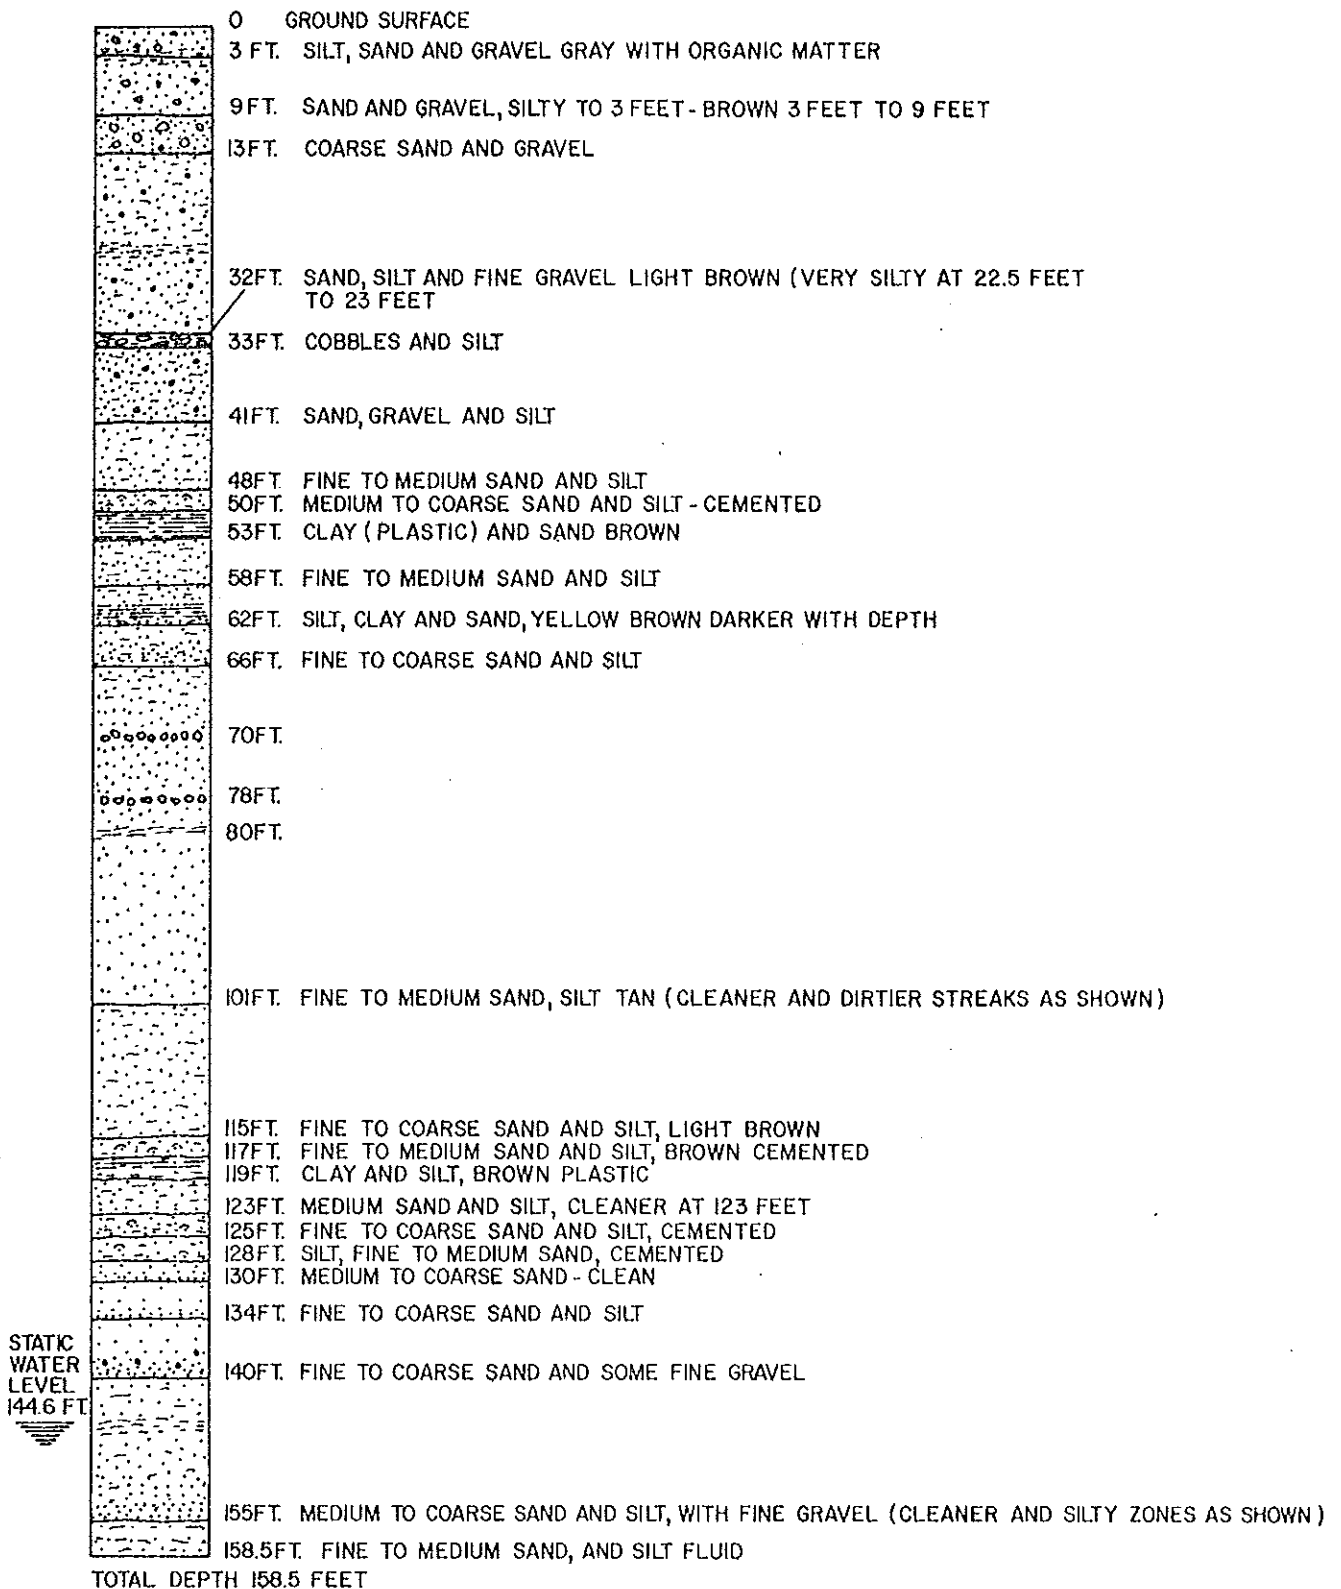 0 GROUND SURFACE
3 FT. SILT, SAND AND GRAVEL GRAY WITH ORGANIC MATTER
9FT. SAND AND GRAVEL, SILTY TO 3 FEET - BROWN 3 FEET TO 9 FEET
13FT. COARSE SAND AND GRAVEL
32FT. SAND, SILT AND FINE GRAVEL LIGHT BROWN (VERY SILTY AT 22.5 FEET
TO 23 FEET
33FT. COBBLES AND SILT
41FT. SAND, GRAVEL AND SILT
48FT. FINE TO MEDIUM SAND AND SILT
50FT. MEDIUM TO COARSE SAND AND SILT - CEMENTED
53FT. CLAY (PLASTIC) AND SAND BROWN
58FT. FINE TO MEDIUM SAND AND SILT
62FT. SILT, CLAY AND SAND, YELLOW BROWN DARKER WITH DEPTH
66FT. FINE TO COARSE SAND AND SILT
70FT.
78FT.
80FT.
101FT. FINE TO MEDIUM SAND, SILT TAN (CLEANER AND DIRTIER STREAKS AS SHOWN)
115FT. FINE TO COARSE SAND AND SILT, LIGHT BROWN
117FT. FINE TO MEDIUM SAND AND SILT, BROWN CEMENTED
119FT. CLAY AND SILT, BROWN PLASTIC
123FT. MEDIUM SAND AND SILT, CLEANER AT 123 FEET
125FT. FINE TO COARSE SAND AND SILT, CEMENTED
128FT. SILT, FINE TO MEDIUM SAND, CEMENTED
130FT. MEDIUM TO COARSE SAND - CLEAN
134FT. FINE TO COARSE SAND AND SILT
STATIC
WATER
LEVEL
144.6 FT.
140FT. FINE TO COARSE SAND AND SOME FINE GRAVEL
155FT. MEDIUM TO COARSE SAND AND SILT, WITH FINE GRAVEL (CLEANER AND SILTY ZONES AS SHOWN)
158.5FT. FINE TO MEDIUM SAND, AND SILT FLUID
TOTAL DEPTH 158.5 FEET